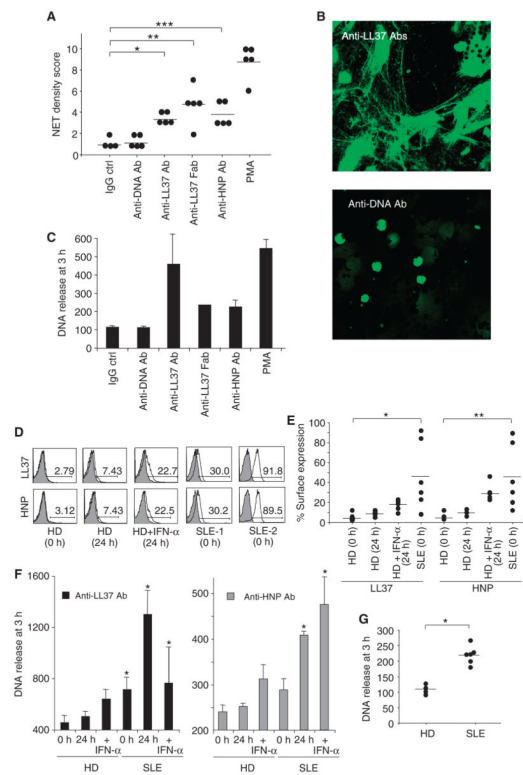 A
***
**
*
NET density score
10
8
6
4
2
0
IgG ctrl
Anti-DNA Ab
Anti-LL37 Ab
Anti-LL37 Fab
Anti-HNP Ab
PMA
B
Anti-LL37 Abs
Anti-DNA Ab
C
DNA release at 3 h
600
500
400
300
200
100
0
IgG ctrl
Anti-DNA Ab
Anti-LL37 Ab
Anti-LL37 Fab
Anti-HNP Ab
PMA
D
LL37
2.79 7.43 22.7 30.0 91.8
HNP
3.12 7.43 22.5 30.2 89.5
HD HD HD+IFN-α SLE-1 SLE-2
(0 h) (24 h) (24 h) (0 h) (0 h)
E
* **
% Surface expression
100
80
60
40
20
0
HD (0 h)
HD (24 h)
HD + IFN-α
(24 h)
SLE (0 h)
HD (0 h)
HD (24 h)
HD + IFN-α
(24 h)
SLE (0 h)
LL37 HNP
F
Anti-LL37 Ab
DNA release at 3 h
1600
1300
1000
700
400
* * *
0 h 24 h + 0 h 24 h +
IFN-α IFN-α
HD SLE
Anti-HNP Ab
500
400
300
200
* *
0 h 24 h + 0 h 24 h +
IFN-α IFN-α
HD SLE
G
*
DNA release at 3 h
300
200
100
0
HD SLE